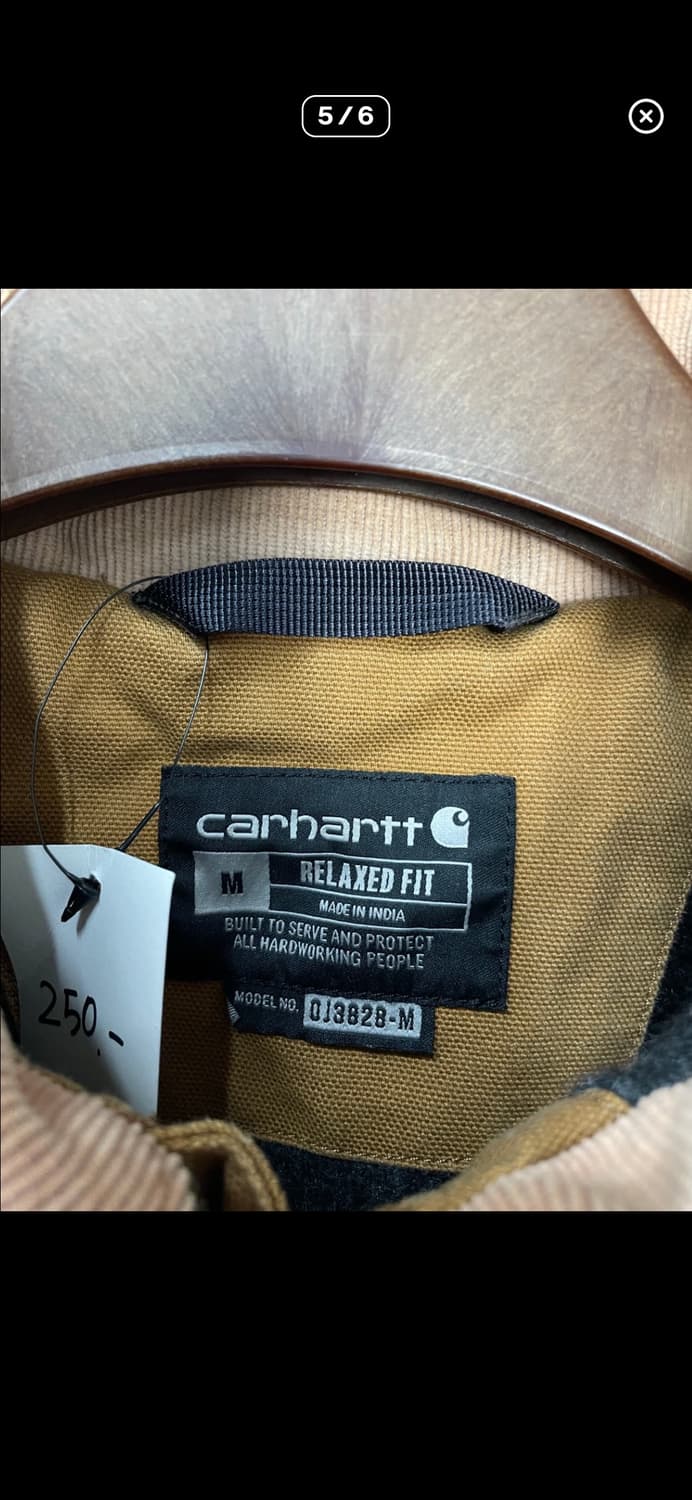 5/6
carhartt
M
RELAXED FIT
MADE IN INDIA
BUILT TO SERVE AND PROTECT
ALL HARDWORKING PEOPLE
MODEL NO. OJ3828-M
250.-